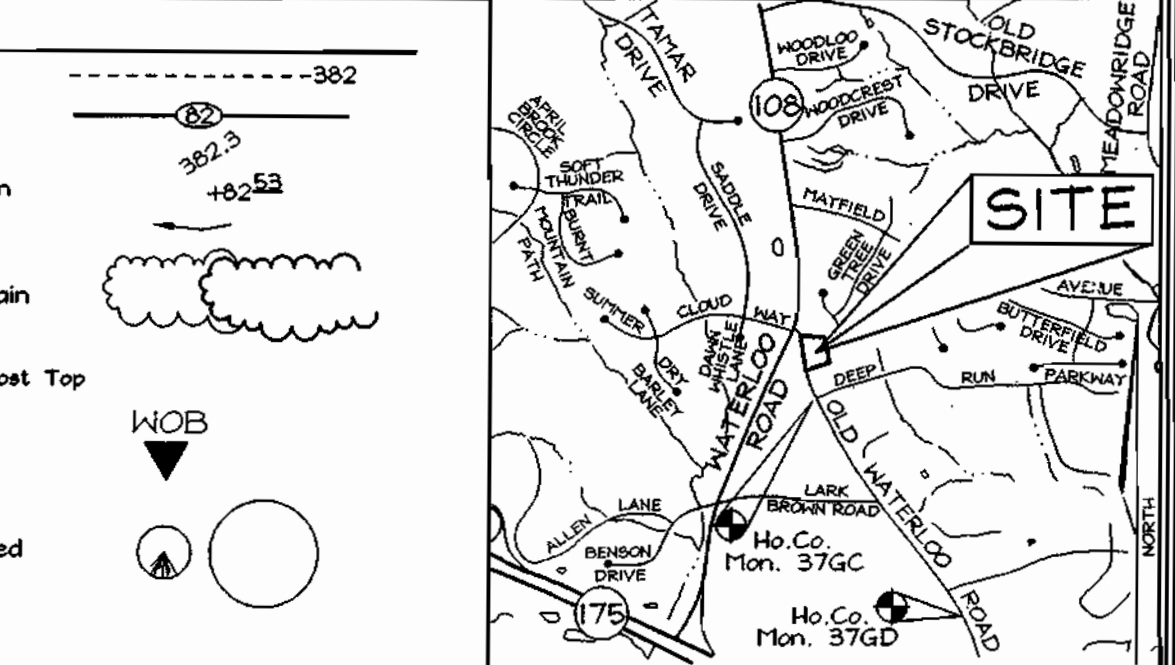 382
82
382.3
+82 53
n
ain
ost Top
WOB
ed
TAMAR
DRIVE
WOODLOO
DRIVE
OLD
STOCKBRIDGE
DRIVE
MEADOWRIDGE
ROAD
108
WOODCREST
DRIVE
APRIL
BROOK
CIRCLE
SOFT
THUNDER
TRAIL
BURNT
MOUNTAIN
PATH
SADDLE
DRIVE
MAYFIELD
GREEN
TREE
DRIVE
SITE
AVENUE
BUTTERFIELD
DRIVE
SUMMER
CLOUD
WAY
DAWN
WHISTLE
LANE
DRY
BARLEY
LANE
WATERLOO
ROAD
DEEP
RUN
PARKWAY
OLD
WATERLOO
ROAD
LARK
BROWN ROAD
ALLEN
LANE
BENSON
DRIVE
NORTH
Ho.Co.
Mon. 37GC
Ho.Co.
Mon. 37GD
175